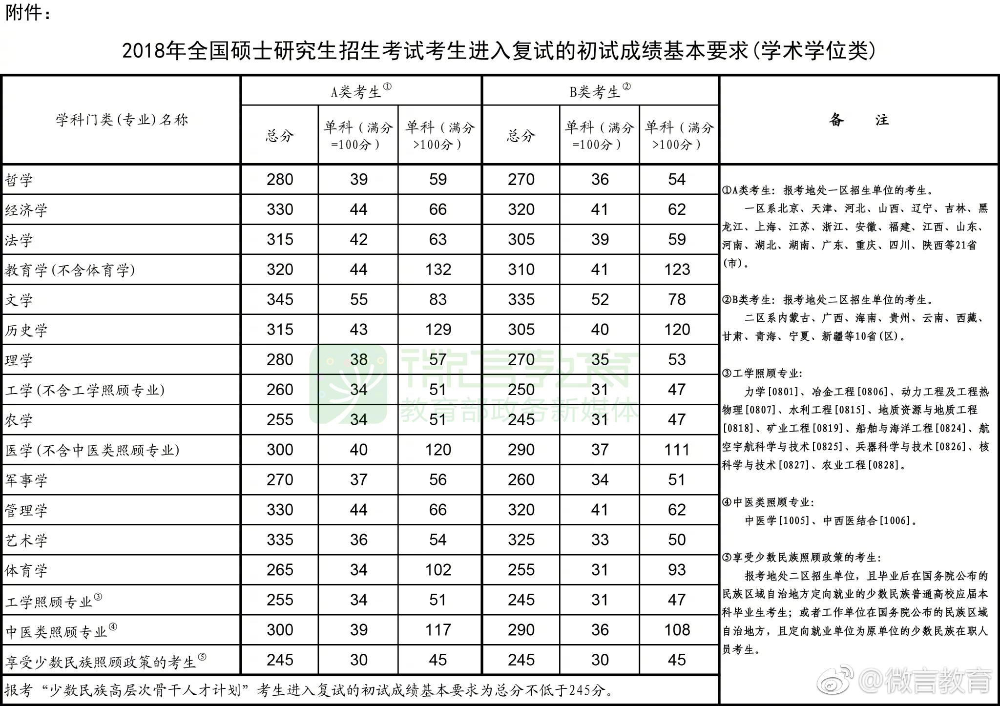 附件：
2018年全国硕士研究生招生考试考生进入复试的初试成绩基本要求(学术学位类)
学科门类(专业)名称 A类考生① B类考生② 备 注
总分 单科（满分=100分） 单科（满分>100分） 总分 单科（满分=100分） 单科（满分>100分）
哲学 280 39 59 270 36 54
经济学 330 44 66 320 41 62
法学 315 42 63 305 39 59
教育学(不含体育学) 320 44 132 310 41 123
文学 345 55 83 335 52 78
历史学 315 43 129 305 40 120
理学 280 38 57 270 35 53
工学(不含工学照顾专业) 260 34 51 250 31 47
农学 255 34 51 245 31 47
医学(不含中医类照顾专业) 300 40 120 290 37 111
军事学 270 37 56 260 34 51
管理学 330 44 66 320 41 62
艺术学 335 36 54 325 33 50
体育学 265 34 102 255 31 93
工学照顾专业③ 255 34 51 245 31 47
中医类照顾专业④ 300 39 117 290 36 108
享受少数民族照顾政策的考生⑤ 245 30 45 245 30 45
报考“少数民族高层次骨干人才计划”考生进入复试的初试成绩基本要求为总分不低于245分。
①A类考生：报考地处一区招生单位的考生。
一区系北京、天津、河北、山西、辽宁、吉林、黑
龙江、上海、江苏、浙江、安徽、福建、江西、山东、
河南、湖北、湖南、广东、重庆、四川、陕西等21省
(市)。
②B类考生：报考地处二区招生单位的考生。
二区系内蒙古、广西、海南、贵州、云南、西藏、
甘肃、青海、宁夏、新疆等10省(区)。
③工学照顾专业：
力学[0801]、冶金工程[0806]、动力工程及工程热
物理[0807]、水利工程[0815]、地质资源与地质工程
[0818]、矿业工程[0819]、船舶与海洋工程[0824]、航
空宇航科学与技术[0825]、兵器科学与技术[0826]、核
科学与技术[0827]、农业工程[0828]。
④中医类照顾专业：
中医学[1005]、中西医结合[1006]。
⑤享受少数民族照顾政策的考生：
报考地处二区招生单位，且毕业后在国务院公布的
民族区域自治地方定向就业的少数民族普通高校应届本
科毕业生考生；或者工作单位在国务院公布的民族区域
自治地方，且定向就业单位为原单位的少数民族在职人
员考生。
微言教育
教育部政务新媒体
@微言教育